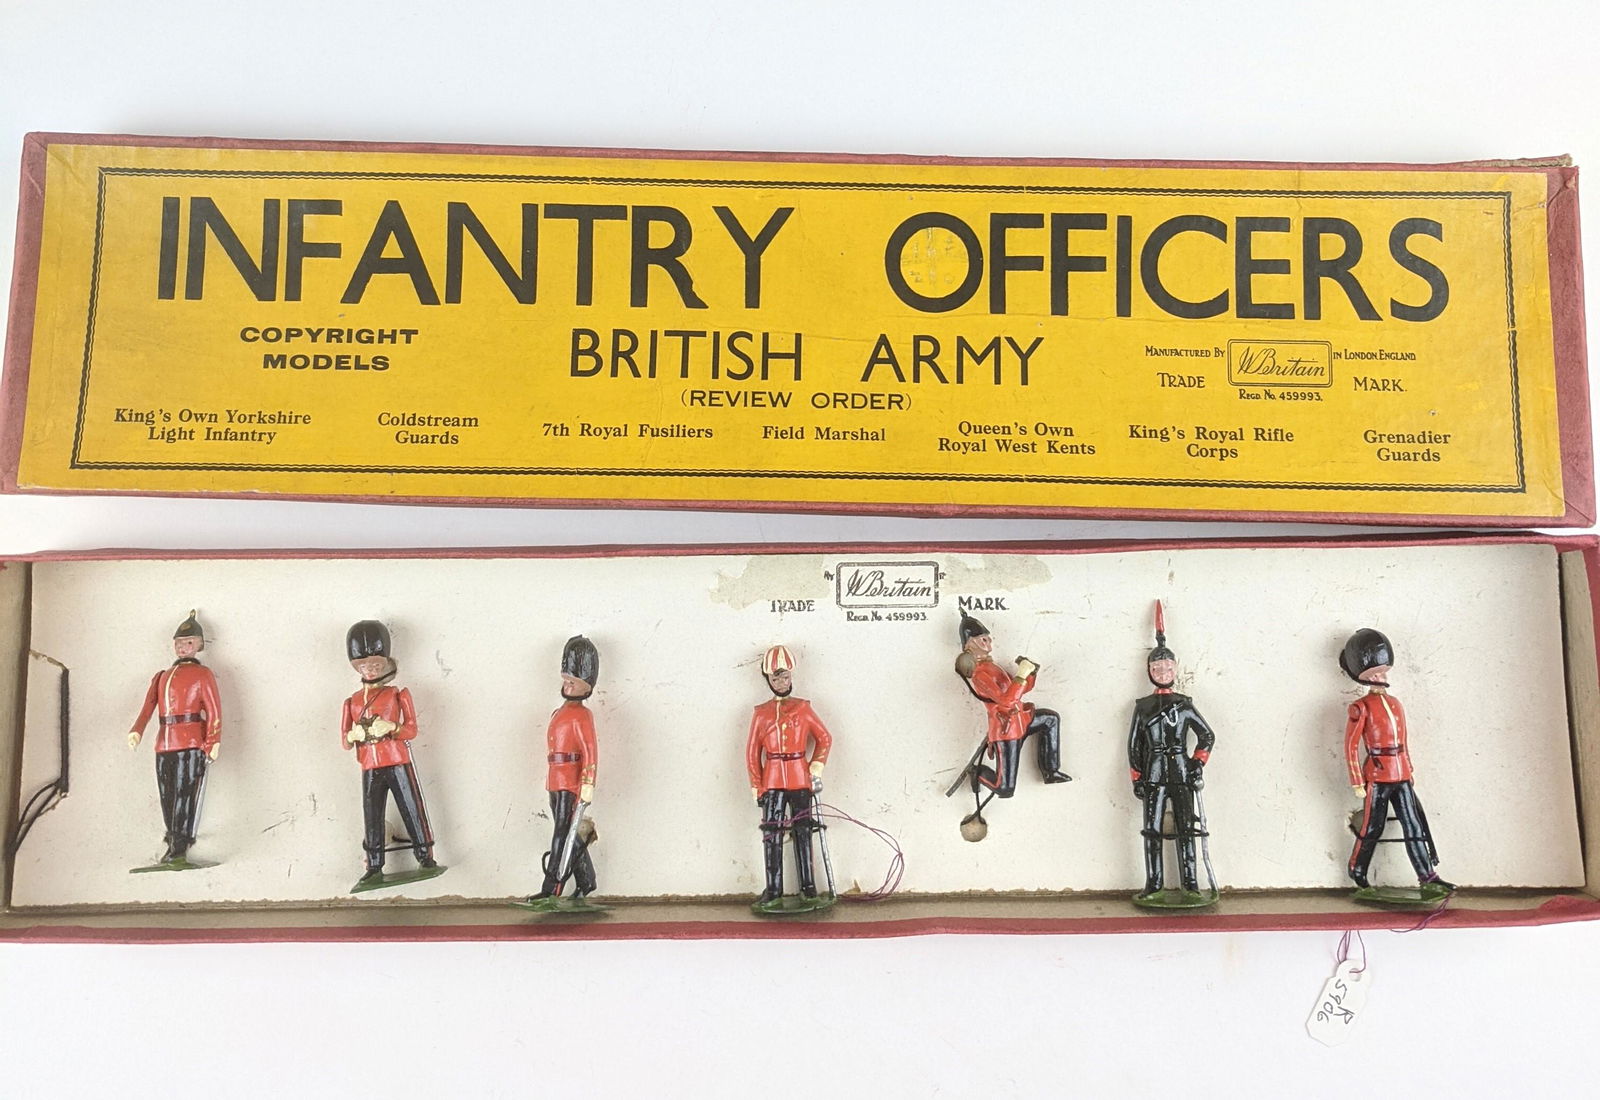 INFANTRY OFFICERS
COPYRIGHT
MODELS
BRITISH ARMY
(REVIEW ORDER)
MANUFACTURED BY W Britain IN LONDON ENGLAND
TRADE MARK.
REGD. No. 459993.
King's Own Yorkshire
Light Infantry
Coldstream
Guards
7th Royal Fusiliers
Field Marshal
Queen's Own
Royal West Kents
King's Royal Rifle
Corps
Grenadier
Guards
W Britain
TRADE MARK.
REGD. No. 459993.
R
5906